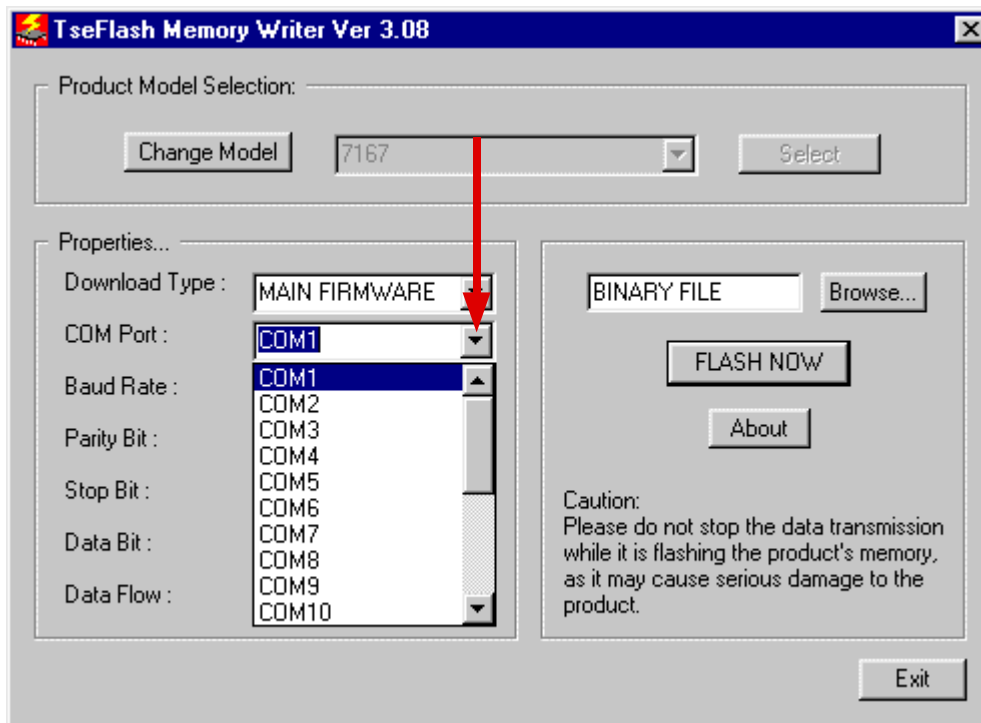 TseFlash Memory Writer Ver 3.08
Product Model Selection:
Change Model
7167
Select
Properties...
Download Type :
MAIN FIRMWARE
COM Port :
COM1
Baud Rate :
Parity Bit :
Stop Bit :
Data Bit :
Data Flow :
COM1
COM2
COM3
COM4
COM5
COM6
COM7
COM8
COM9
COM10
BINARY FILE
Browse...
FLASH NOW
About
Caution:
Please do not stop the data transmission
while it is flashing the product's memory,
as it may cause serious damage to the
product.
Exit